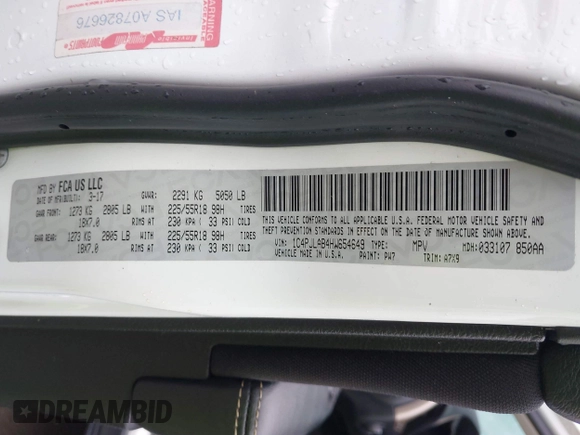 WARNING
IAS A07826676
MFD BY FCA US LLC
DATE OF MFR(BUILT): 3-17 GVWR: 2291 KG 5050 LB
GAWR FRONT: 1273 KG 2805 LB WITH 225/55R18 98H TIRES
18X7.0 RIMS AT 230 KPA ( 33 PSI) COLD
GAWR REAR: 1273 KG 2805 LB WITH 225/55R18 98H TIRES
18X7.0 RIMS AT 230 KPA ( 33 PSI) COLD
THIS VEHICLE CONFORMS TO ALL APPLICABLE U.S.A. FEDERAL MOTOR VEHICLE SAFETY, BUMPER AND
THEFT PREVENTION STANDARDS IN EFFECT ON THE DATE OF MANUFACTURE SHOWN ABOVE.
VIN: 1C4PJLAB4HW654649 TYPE: MPV MDH: 033107 850AA
VEHICLE MADE IN U.S.A. PAINT: PW7 TRIM: A7X9
DREAMBID